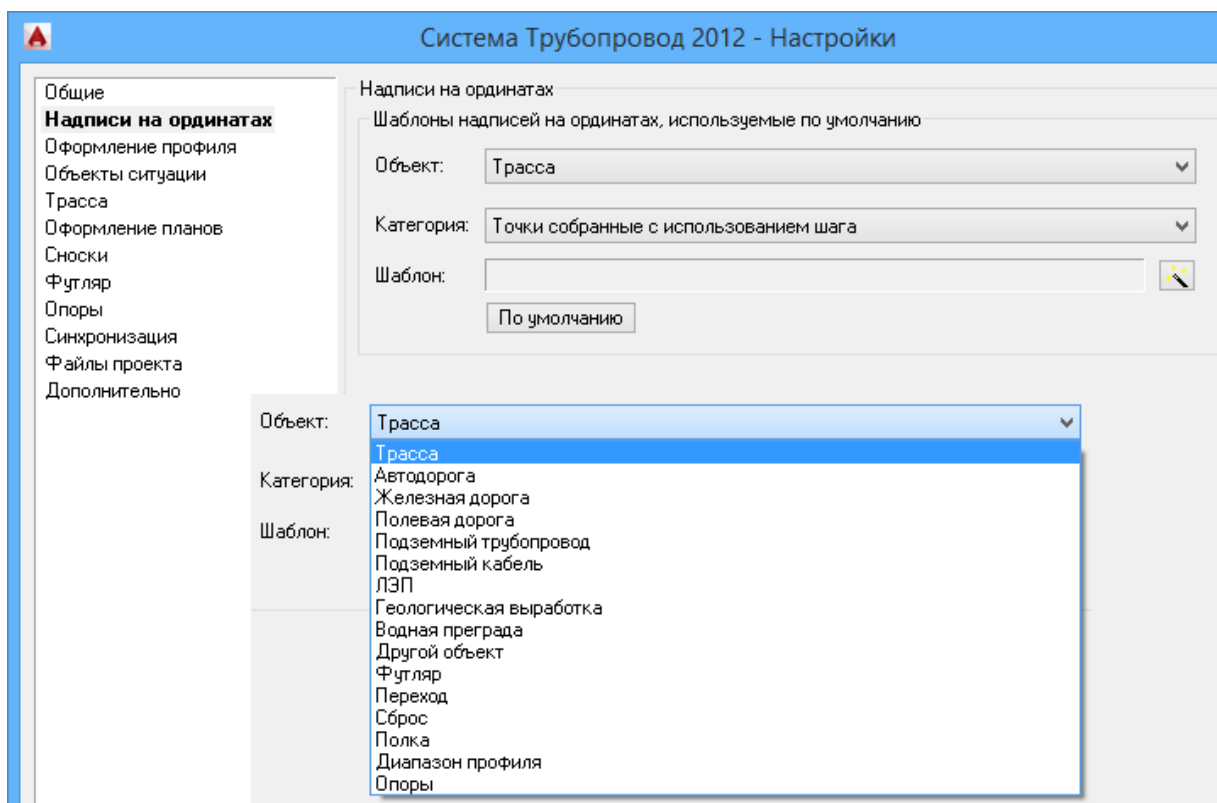 Система Трубопровод 2012 - Настройки
Общие
Надписи на ординатах
Оформление профиля
Объекты ситуации
Трасса
Оформление планов
Сноски
Футляр
Опоры
Синхронизация
Файлы проекта
Дополнительно
Надписи на ординатах
Шаблоны надписей на ординатах, используемые по умолчанию
Объект: Трасса
Категория: Точки собранные с использованием шага
Шаблон:
По умолчанию
Объект: Трасса
Категория:
Шаблон:
Трасса
Автодорога
Железная дорога
Полевая дорога
Подземный трубопровод
Подземный кабель
ЛЭП
Геологическая выработка
Водная преграда
Другой объект
Футляр
Переход
Сброс
Полка
Диапазон профиля
Опоры